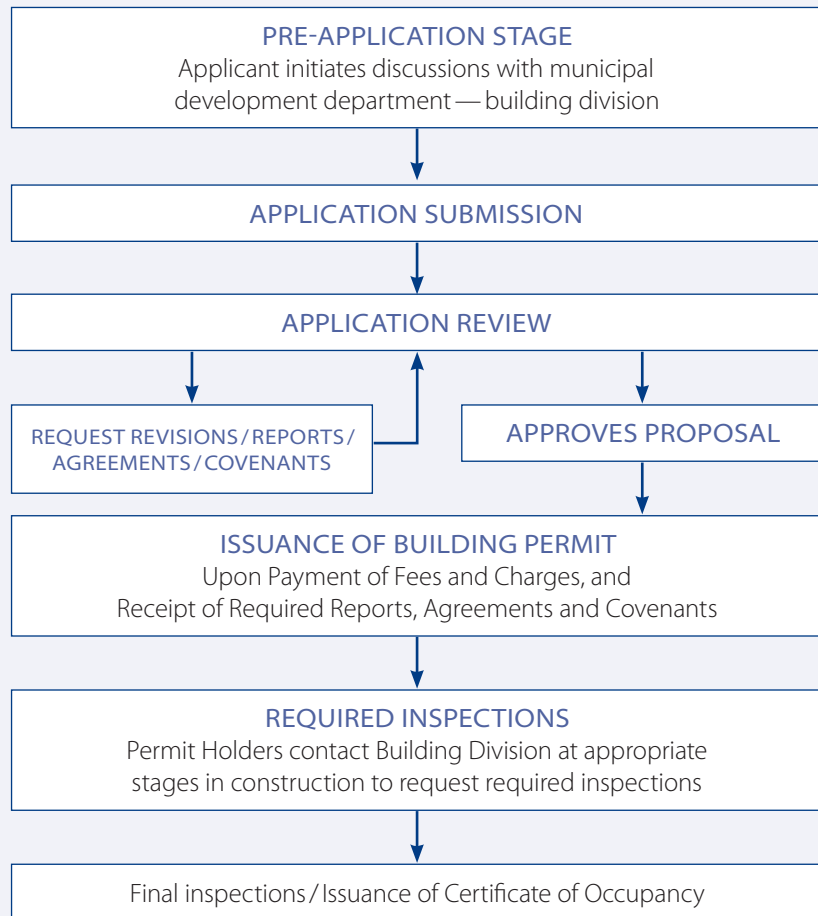 PRE-APPLICATION STAGE
Applicant initiates discussions with municipal
development department — building division
APPLICATION SUBMISSION
APPLICATION REVIEW
REQUEST REVISIONS / REPORTS /
AGREEMENTS / COVENANTS
APPROVES PROPOSAL
ISSUANCE OF BUILDING PERMIT
Upon Payment of Fees and Charges, and
Receipt of Required Reports, Agreements and Covenants
REQUIRED INSPECTIONS
Permit Holders contact Building Division at appropriate
stages in construction to request required inspections
Final inspections / Issuance of Certificate of Occupancy